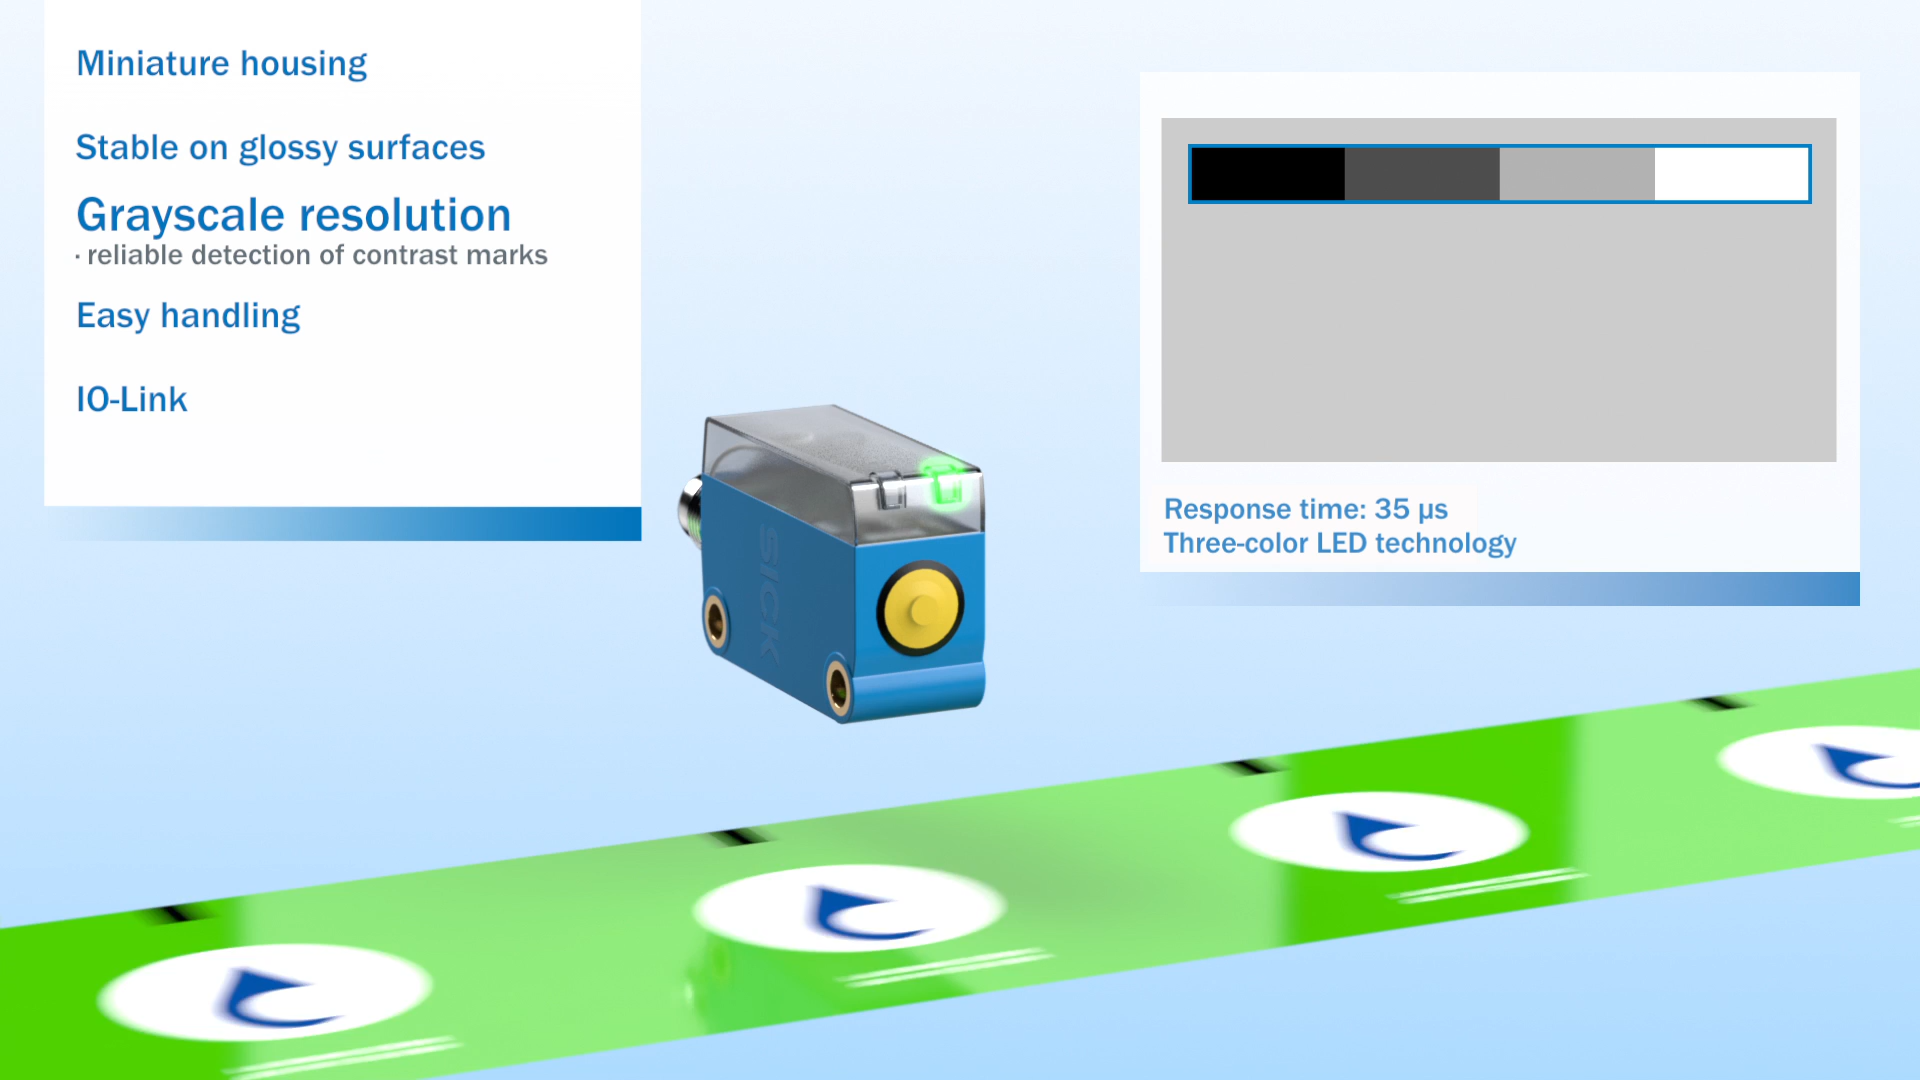 Miniature housing
Stable on glossy surfaces
Grayscale resolution
· reliable detection of contrast marks
Easy handling
IO-Link
SICK
Response time: 35 µs
Three-color LED technology